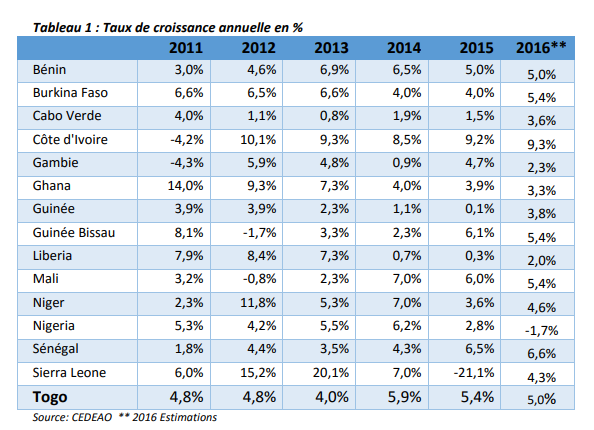 Tableau 1 : Taux de croissance annuelle en %
2011 2012 2013 2014 2015 2016**
Bénin 3,0% 4,6% 6,9% 6,5% 5,0% 5,0%
Burkina Faso 6,6% 6,5% 6,6% 4,0% 4,0% 5,4%
Cabo Verde 4,0% 1,1% 0,8% 1,9% 1,5% 3,6%
Côte d'Ivoire -4,2% 10,1% 9,3% 8,5% 9,2% 9,3%
Gambie -4,3% 5,9% 4,8% 0,9% 4,7% 2,3%
Ghana 14,0% 9,3% 7,3% 4,0% 3,9% 3,3%
Guinée 3,9% 3,9% 2,3% 1,1% 0,1% 3,8%
Guinée Bissau 8,1% -1,7% 3,3% 2,3% 6,1% 5,4%
Liberia 7,9% 8,4% 7,3% 0,7% 0,3% 2,0%
Mali 3,2% -0,8% 2,3% 7,0% 6,0% 5,4%
Niger 2,3% 11,8% 5,3% 7,0% 3,6% 4,6%
Nigeria 5,3% 4,2% 5,5% 6,2% 2,8% -1,7%
Sénégal 1,8% 4,4% 3,5% 4,3% 6,5% 6,6%
Sierra Leone 6,0% 15,2% 20,1% 7,0% -21,1% 4,3%
Togo 4,8% 4,8% 4,0% 5,9% 5,4% 5,0%
Source: CEDEAO ** 2016 Estimations